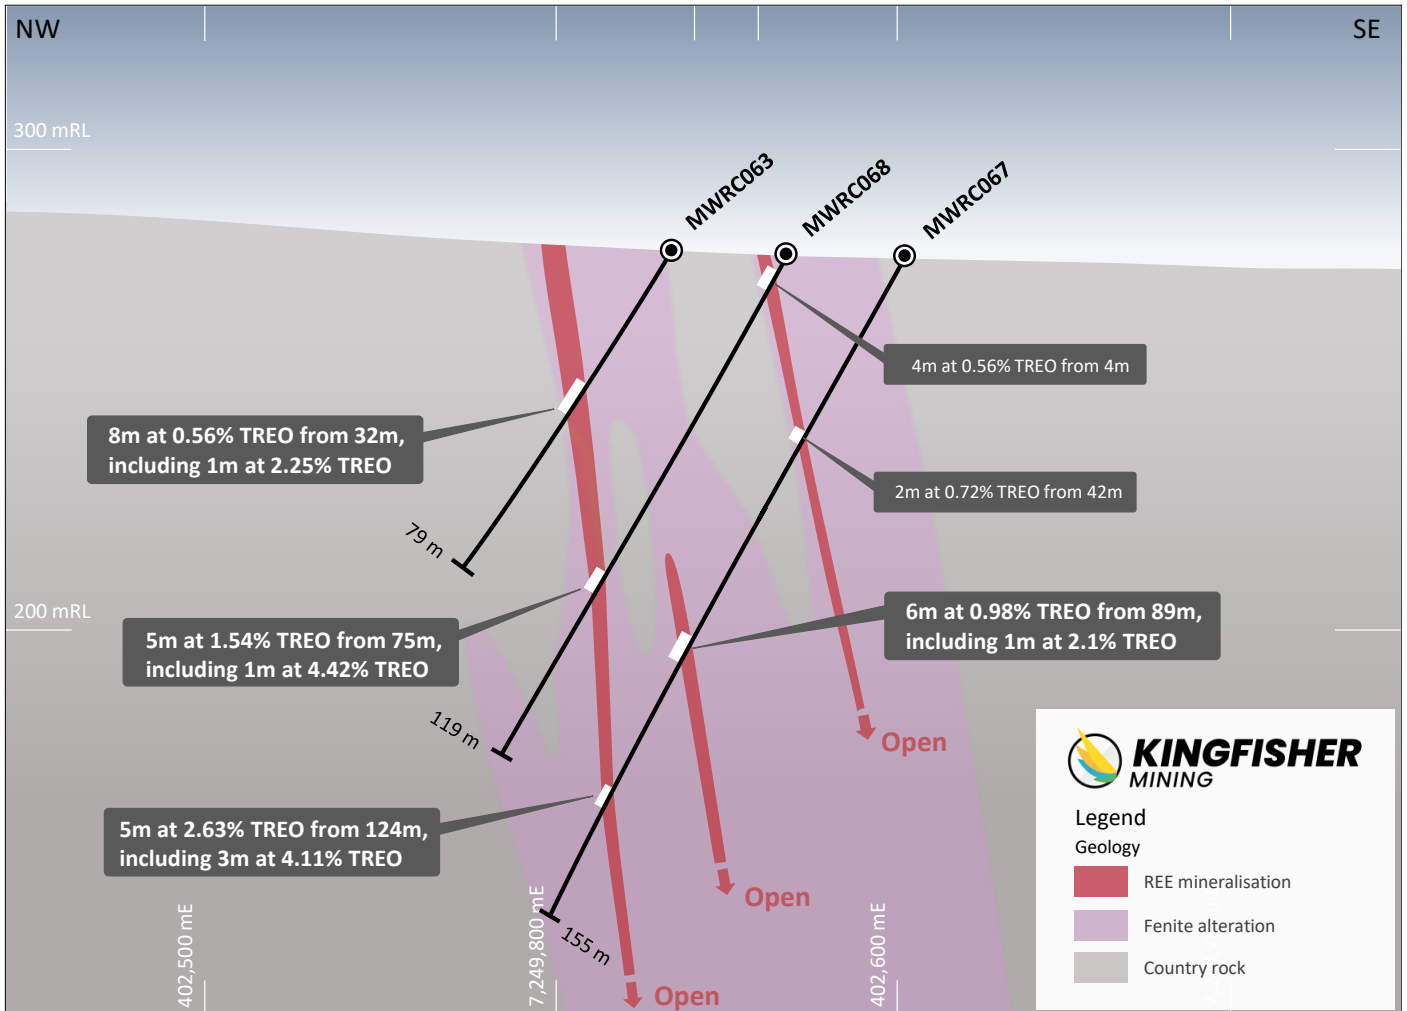 NW
SE
300 mRL
MWRC063
MWRC068
MWRC067
4m at 0.56% TREO from 4m
8m at 0.56% TREO from 32m,
including 1m at 2.25% TREO
2m at 0.72% TREO from 42m
79 m
200 mRL
6m at 0.98% TREO from 89m,
including 1m at 2.1% TREO
5m at 1.54% TREO from 75m,
including 1m at 4.42% TREO
119 m
Open
5m at 2.63% TREO from 124m,
including 3m at 4.11% TREO
Open
155 m
Open
402,500 mE
7,249,800 mE
402,600 mE
KINGFISHER
MINING
Legend
Geology
REE mineralisation
Fenite alteration
Country rock